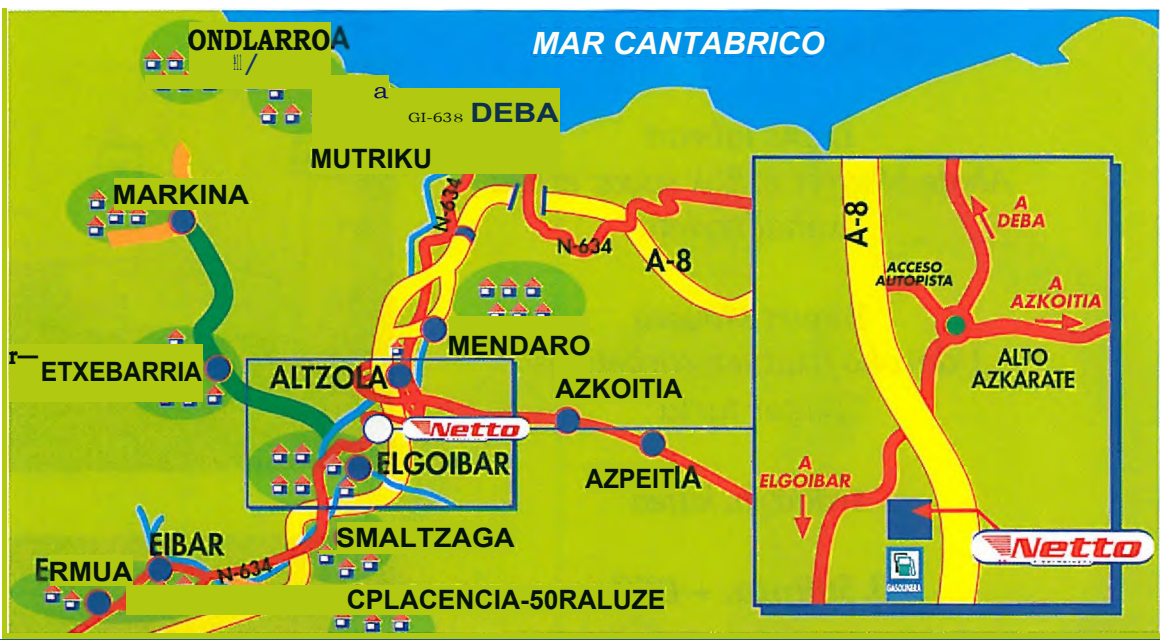 ONDLARROA
MAR CANTABRICO
a
GI-638 DEBA
MUTRIKU
MARKINA
N-634
N-634
A-8
A-8
A
DEBA
ACCESO
AUTOPISTA
A
AZKOITIA
MENDARO
ALTO
AZKARATE
r—
ETXEBARRIA
ALTZOLA
AZKOITIA
Netto
ELGOIBAR
AZPEITIA
A
ELGOIBAR
SMALTZAGA
EIBAR
ERMUA
N-634
Netto
GASOLINERA
CPLACENCIA-50RALUZE